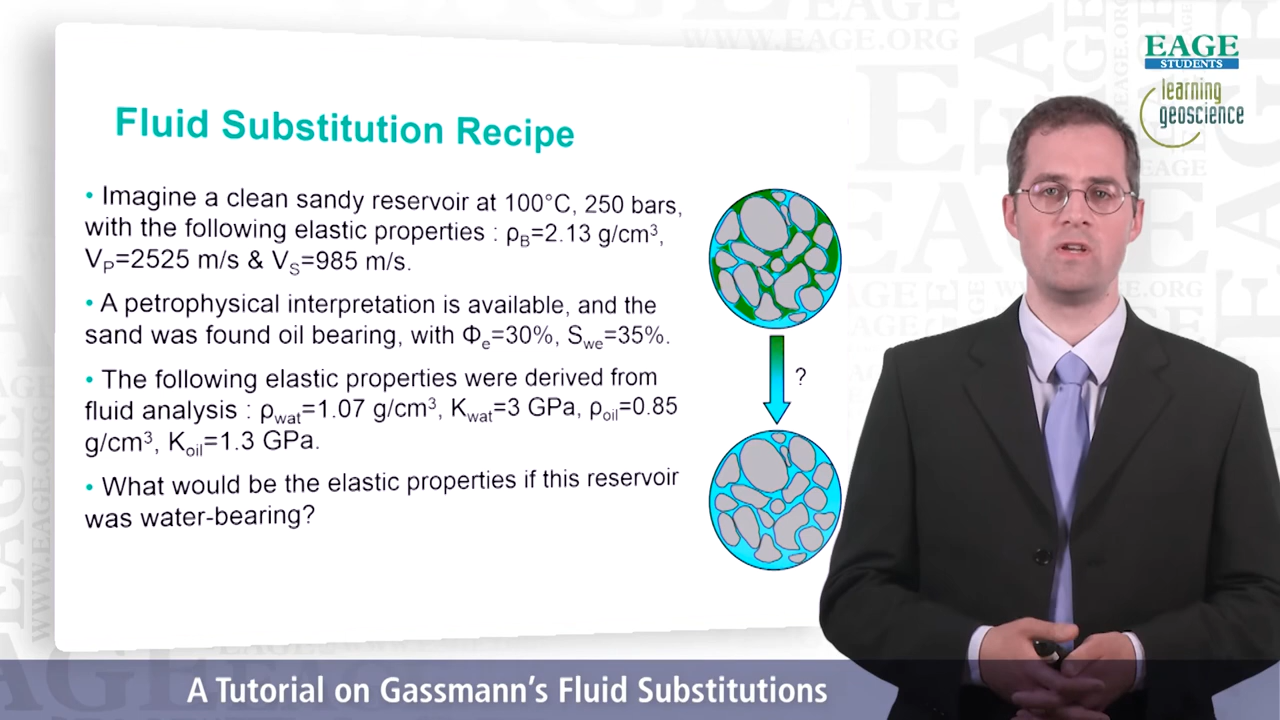 Fluid Substitution Recipe
• Imagine a clean sandy reservoir at 100°C, 250 bars,
with the following elastic properties : ρB=2.13 g/cm³,
VP=2525 m/s & VS=985 m/s.
• A petrophysical interpretation is available, and the
sand was found oil bearing, with Φe=30%, Swe=35%.
• The following elastic properties were derived from
fluid analysis : ρwat=1.07 g/cm³, Kwat=3 GPa, ρoil=0.85
g/cm³, Koil=1.3 GPa.
• What would be the elastic properties if this reservoir
was water-bearing?
?
EAGE
STUDENTS
learning
geoscience
WWW.EAGE.ORG
A Tutorial on Gassmann's Fluid Substitutions